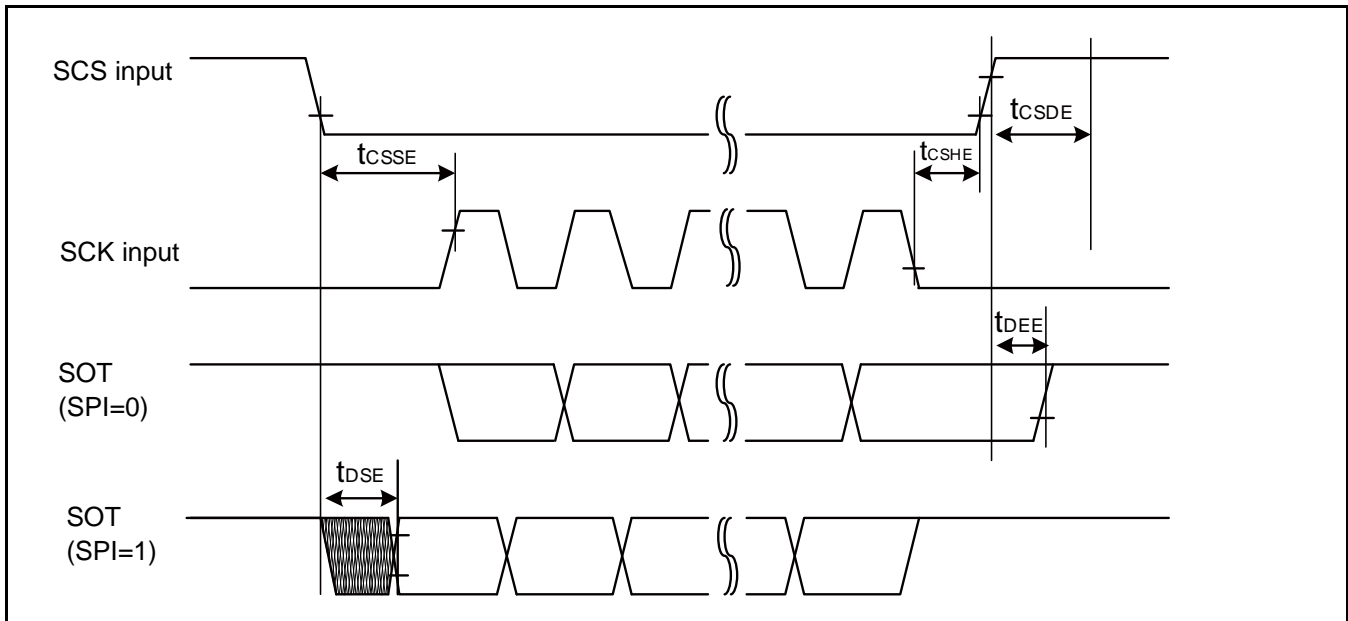 SCS input
tCSDE
tCSSE
tCSHE
SCK input
tDEE
SOT
(SPI=0)
tDSE
SOT
(SPI=1)